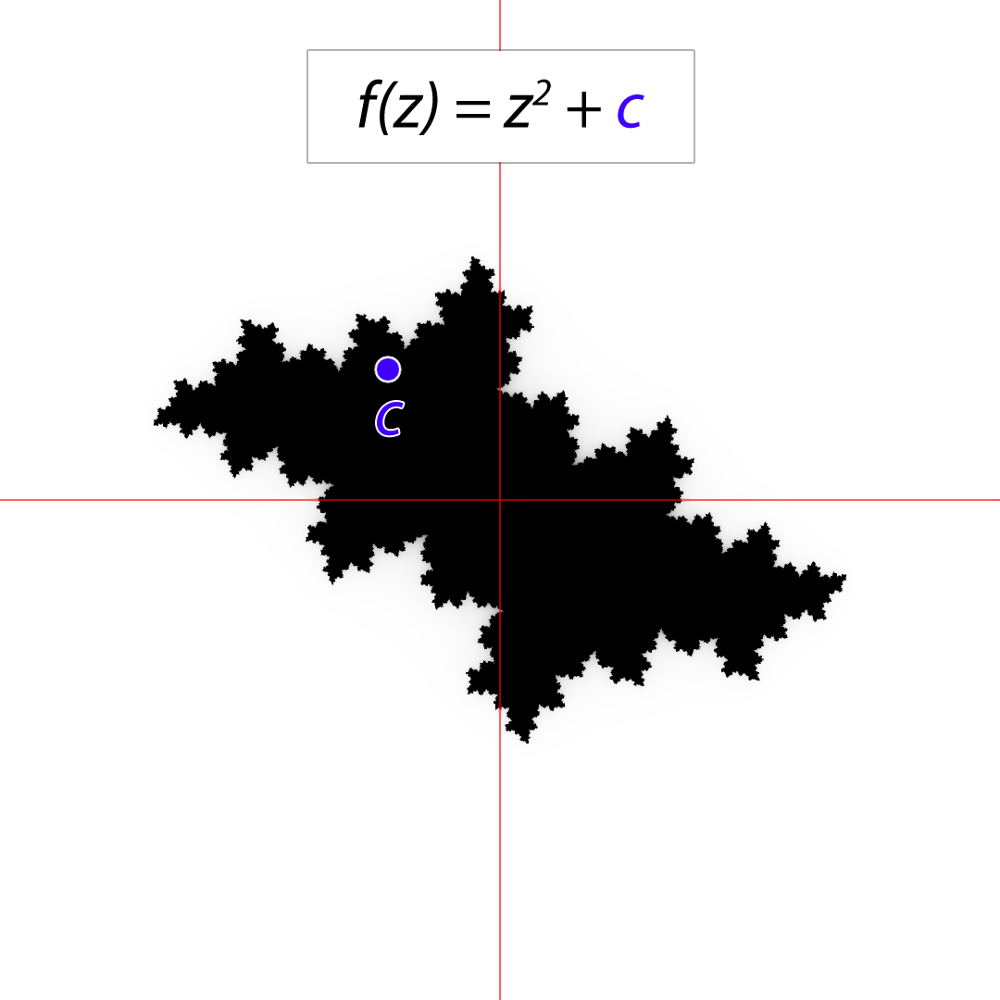 f(z) = z² + c
c